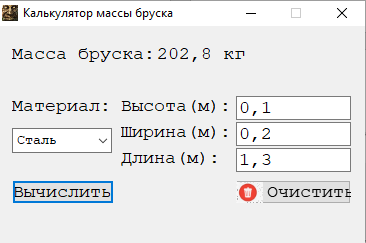 Калькулятор массы бруска
Масса бруска: 202,8 кг
Материал: Высота(м): 0,1
Сталь Ширина(м): 0,2
Длина(м): 1,3
Вычислить Очистить